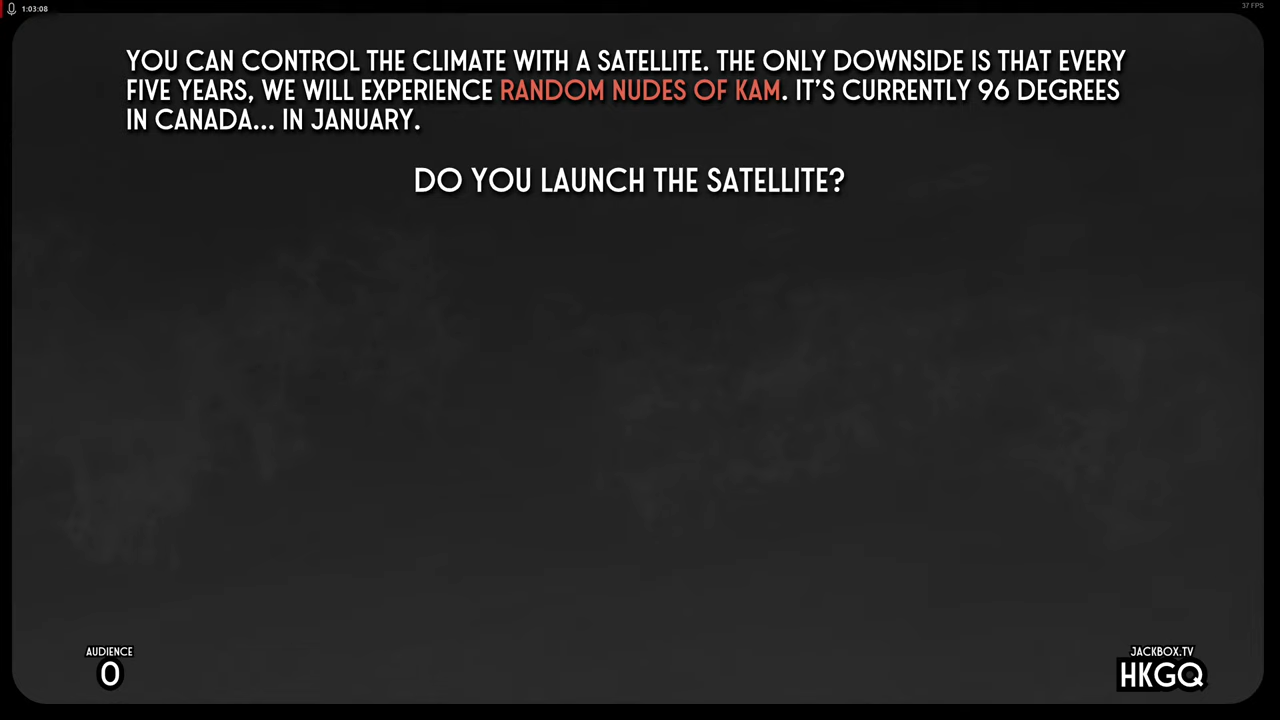 1:03:08
37 FPS
YOU CAN CONTROL THE CLIMATE WITH A SATELLITE. THE ONLY DOWNSIDE IS THAT EVERY
FIVE YEARS, WE WILL EXPERIENCE RANDOM NUDES OF KAM. IT'S CURRENTLY 96 DEGREES
IN CANADA... IN JANUARY.
DO YOU LAUNCH THE SATELLITE?
AUDIENCE
0
JACKBOX.TV
HKGQ